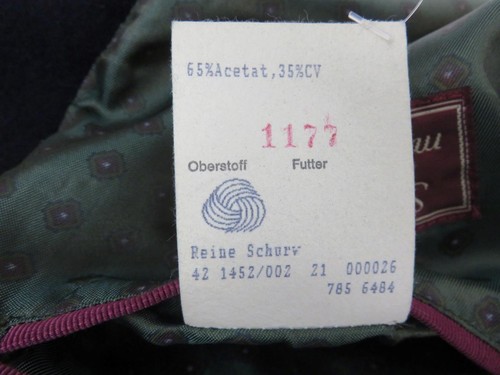 65%Acetat,35%CV
1177
Oberstoff Futter
Reine Schurw
42 1452/002 21 000026
785 6484